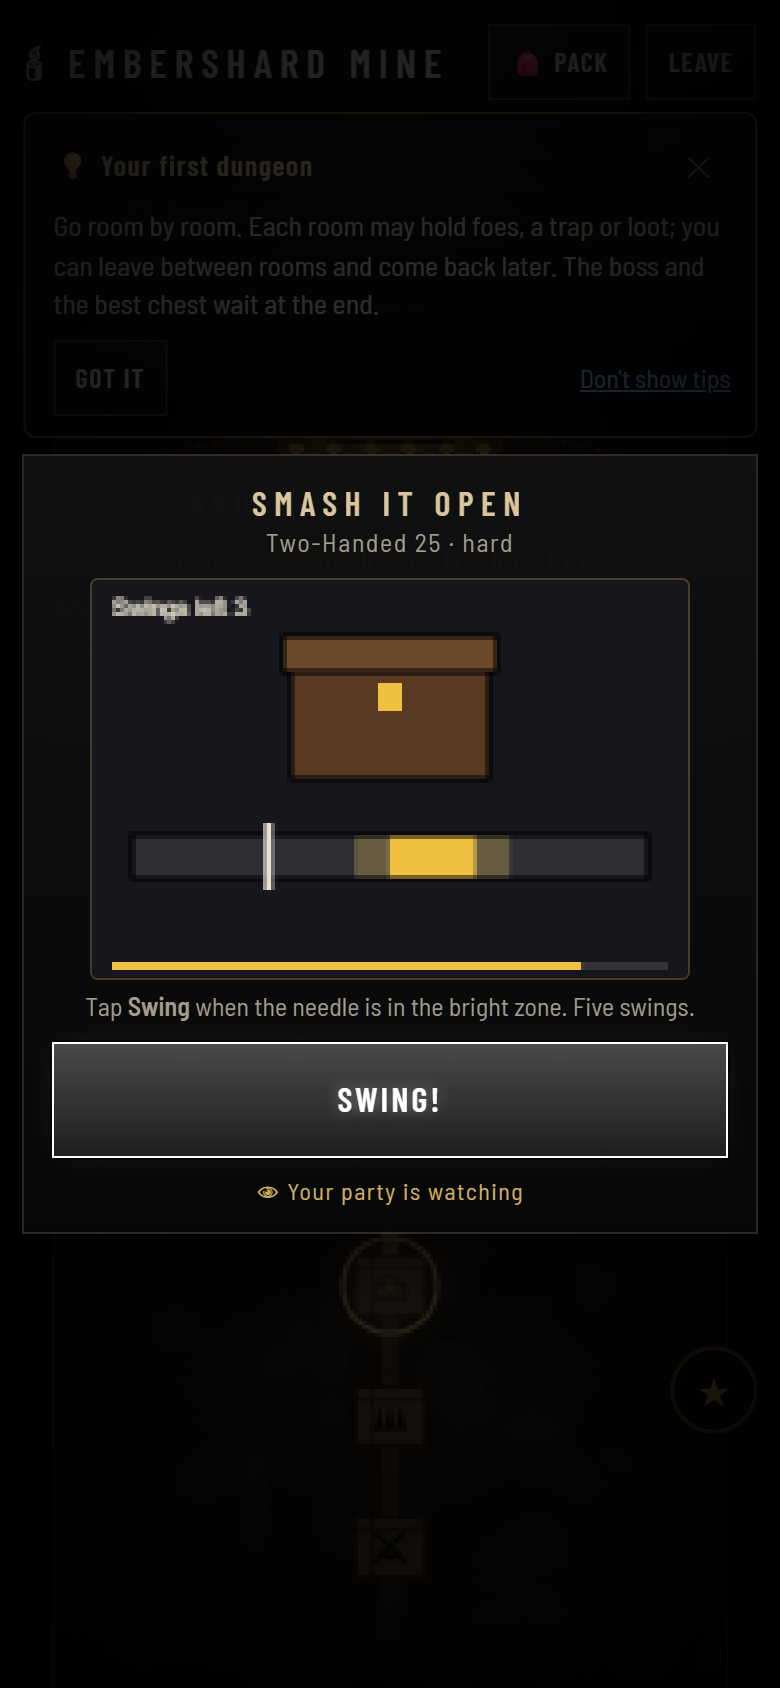 EMBERSHARD MINE
PACK
LEAVE
Your first dungeon
Go room by room. Each room may hold foes, a trap or loot; you
can leave between rooms and come back later. The boss and
the best chest wait at the end.
GOT IT
Don't show tips
SMASH IT OPEN
Two-Handed 25 · hard
Swings left 3
Tap Swing when the needle is in the bright zone. Five swings.
SWING!
Your party is watching